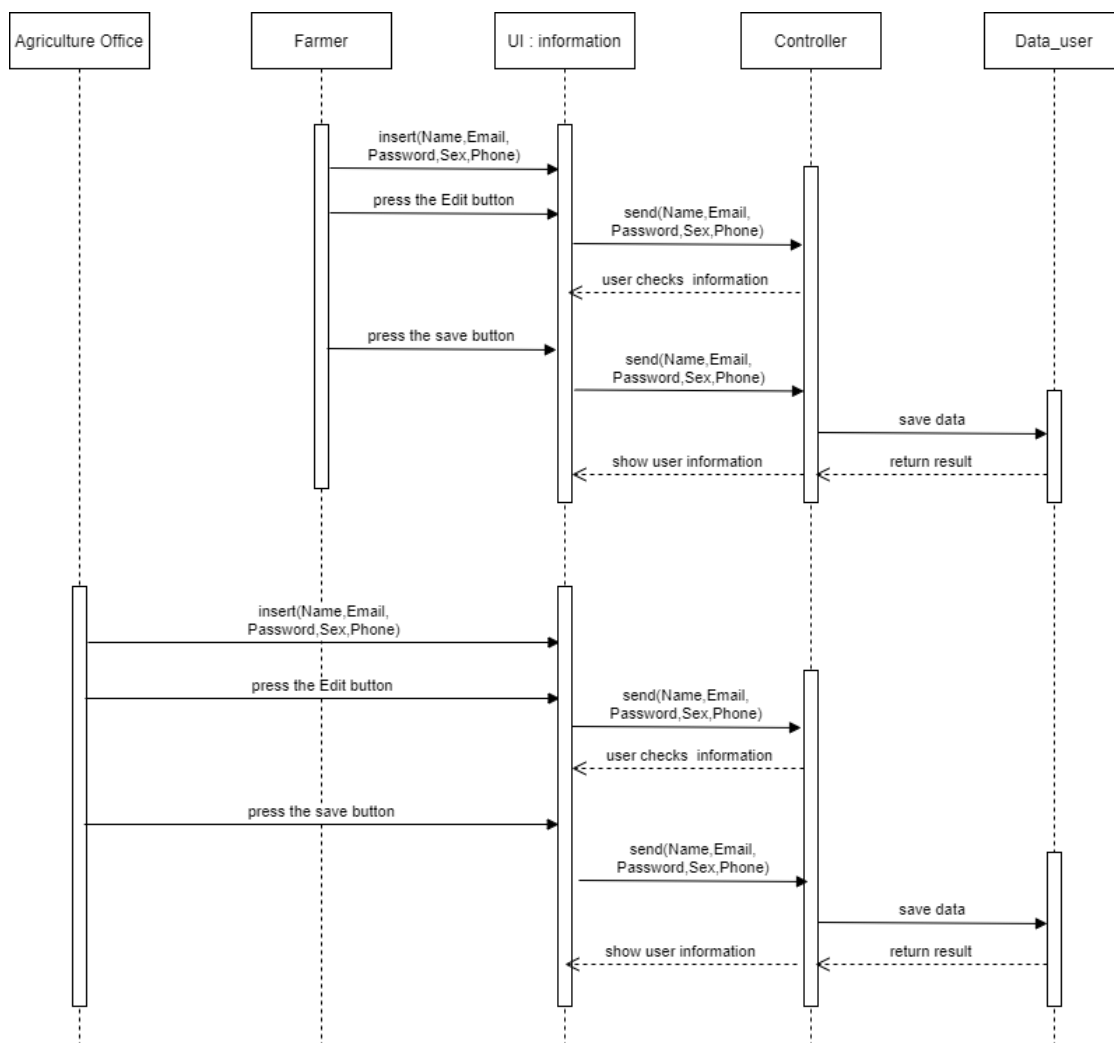 Agriculture Office
Farmer
UI : information
Controller
Data_user
insert(Name,Email,
Password,Sex,Phone)
press the Edit button
send(Name,Email,
Password,Sex,Phone)
user checks  information
press the save button
send(Name,Email,
Password,Sex,Phone)
save data
show user information
return result
insert(Name,Email,
Password,Sex,Phone)
press the Edit button
send(Name,Email,
Password,Sex,Phone)
user checks  information
press the save button
send(Name,Email,
Password,Sex,Phone)
save data
show user information
return result